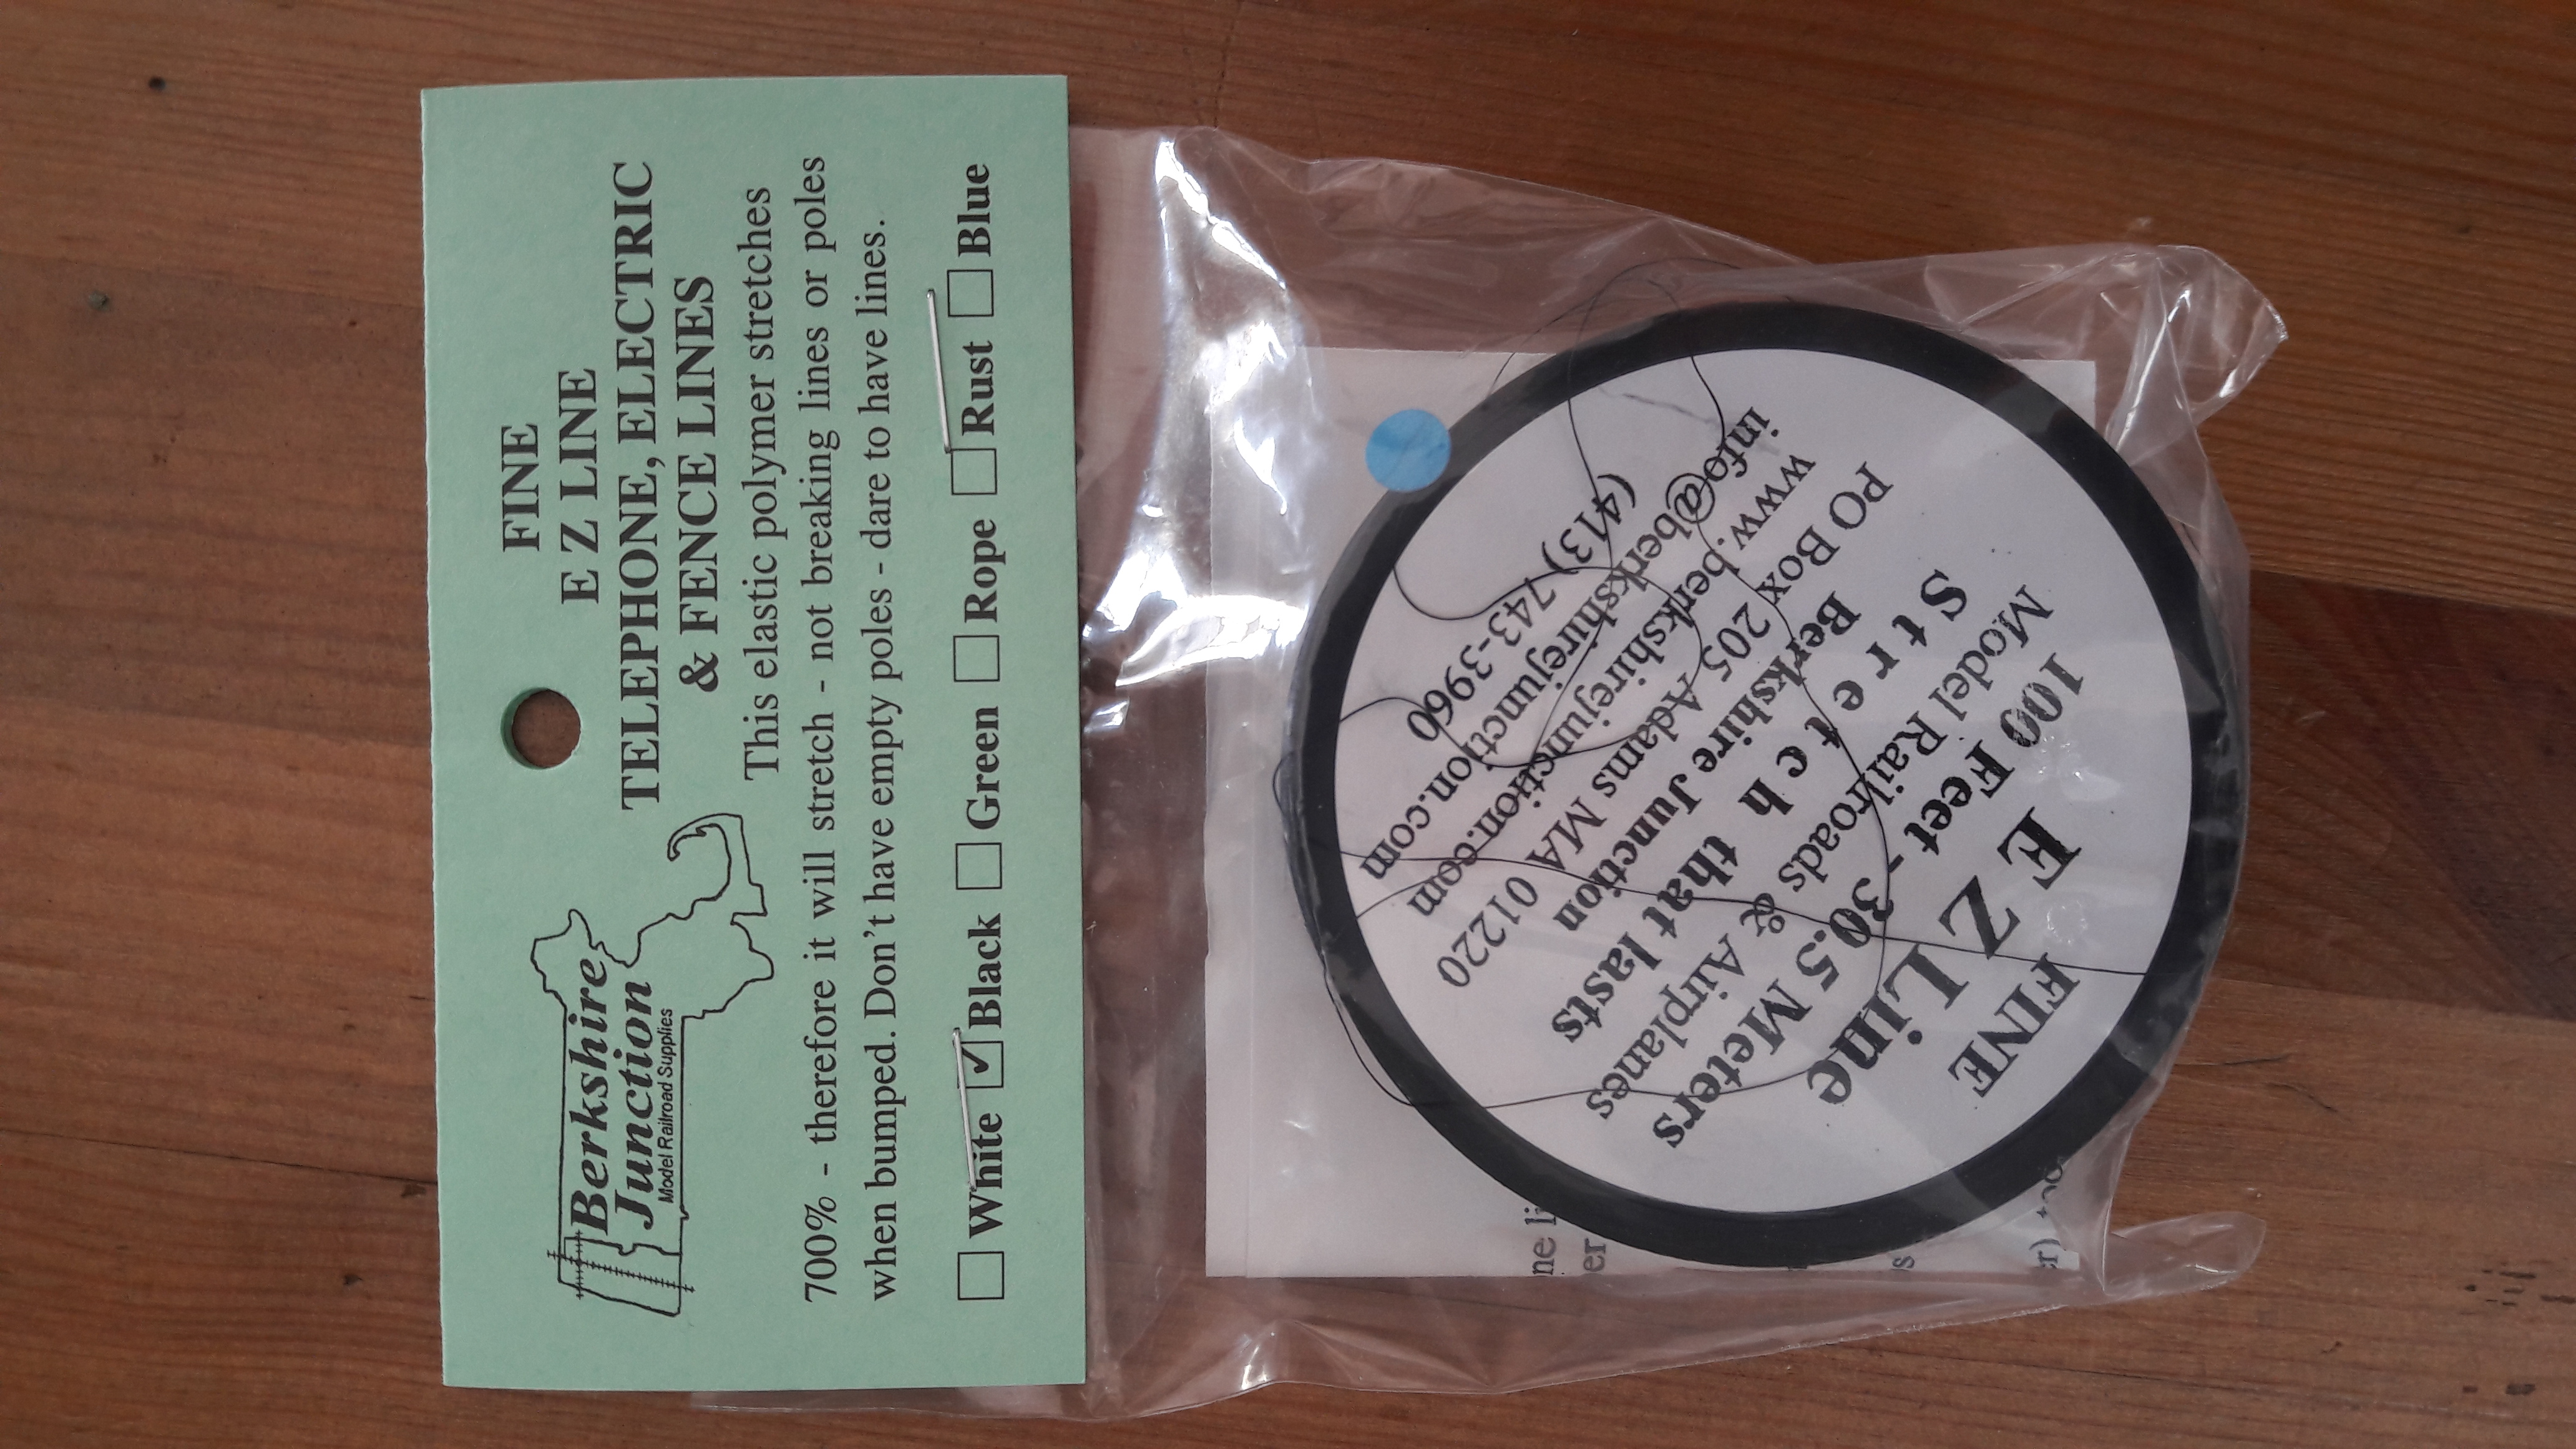 Berkshire
Junction
Model Railroad Supplies
FINE
E Z LINE
TELEPHONE, ELECTRIC
& FENCE LINES
This elastic polymer stretches
700% - therefore it will stretch - not breaking lines or poles
when bumped. Don't have empty poles - dare to have lines.
White Black Green Rope Rust Blue
FINE
E Z Line
100 Feet - 30.5 Meters
Model Railroads & Airplanes
Stretch that lasts
Berkshire Junction
PO Box 205 Adams MA 01220
www.berkshirejunction.com
info@berkshirejunction.com
(413) 743-3960